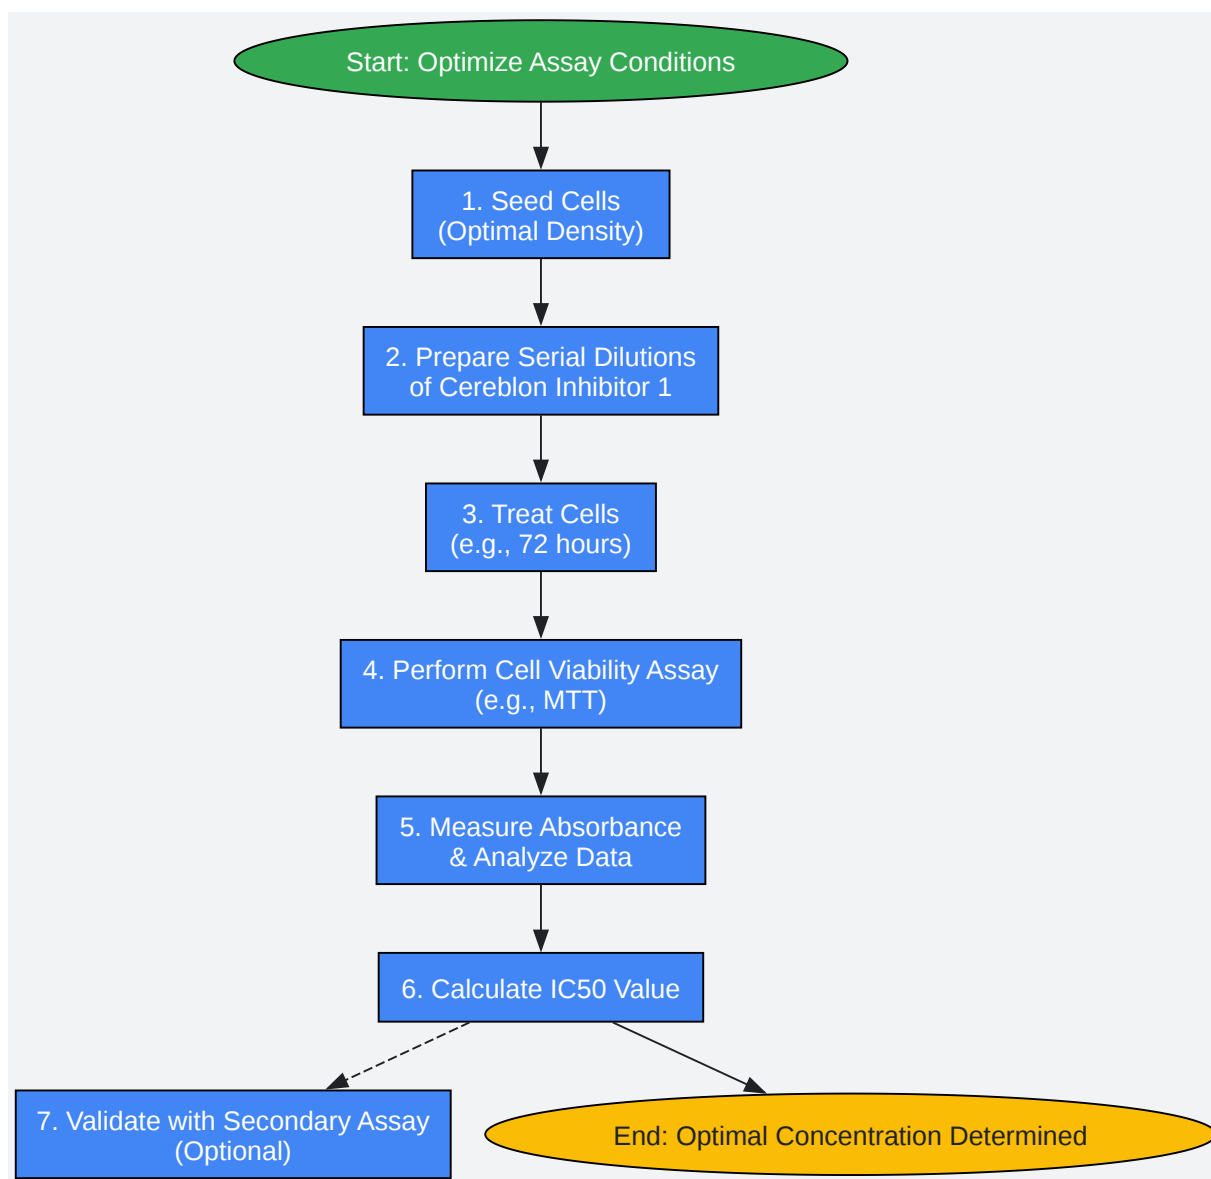 Start: Optimize Assay Conditions
1. Seed Cells
(Optimal Density)
2. Prepare Serial Dilutions
of Cereblon Inhibitor 1
3. Treat Cells
(e.g., 72 hours)
4. Perform Cell Viability Assay
(e.g., MTT)
5. Measure Absorbance
& Analyze Data
6. Calculate IC50 Value
7. Validate with Secondary Assay
(Optional)
End: Optimal Concentration Determined